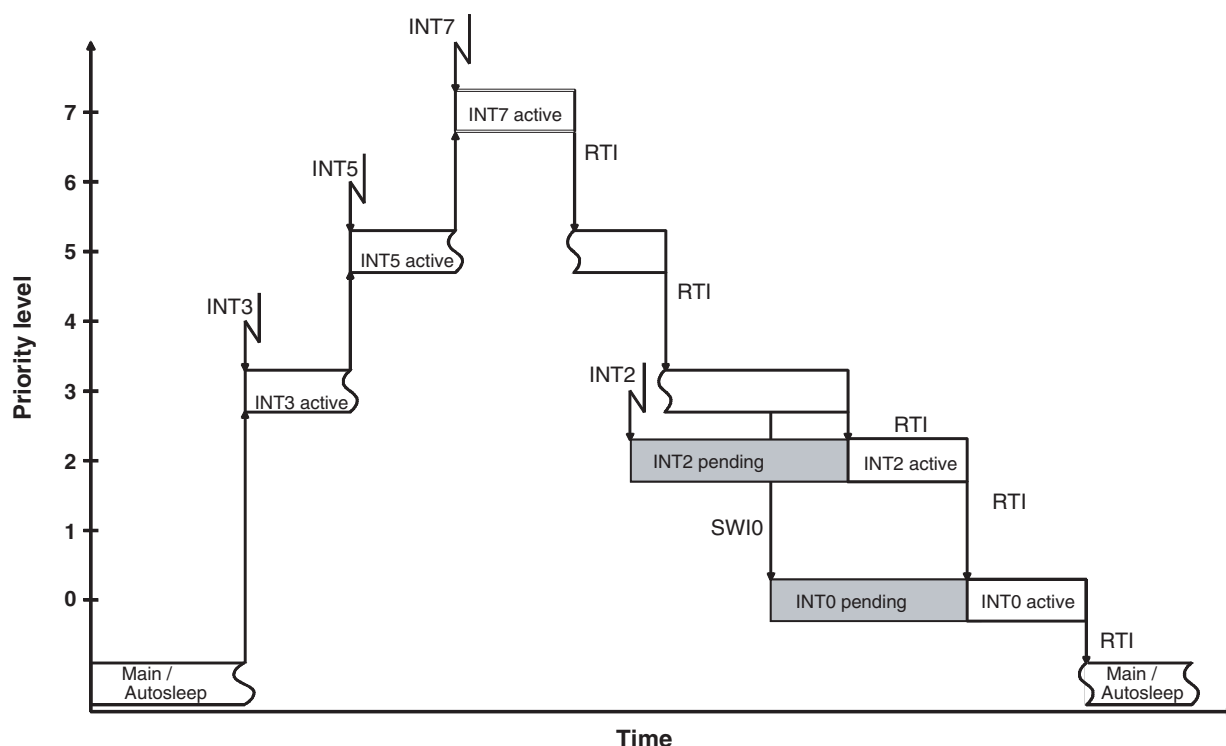 INT7
7
INT7 active
RTI
INT5
6
5
INT5 active
RTI
INT3
4
3
INT3 active
INT2
RTI
2
INT2 pending
INT2 active
RTI
1
SWI0
0
INT0 pending
INT0 active
RTI
Main /
Autosleep
Main /
Autosleep
Priority level
Time